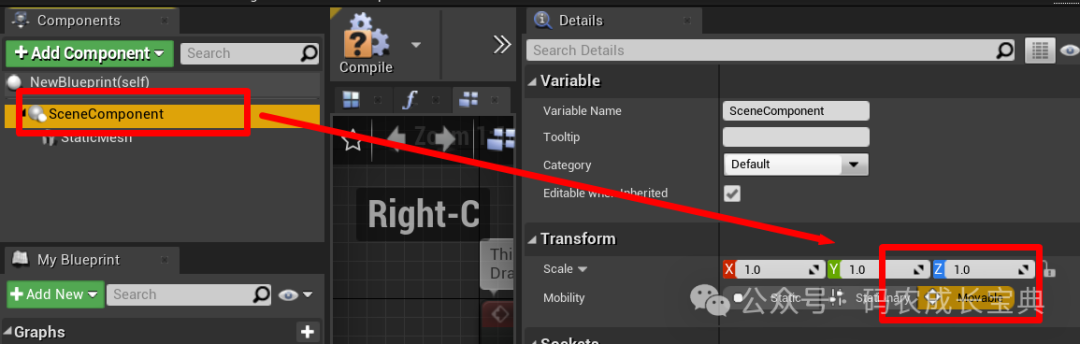 Components
+ Add Component
Search
NewBlueprint(self)
SceneComponent
StaticMesh
My Blueprint
+ Add New
Search
Graphs
+
Compile
Zoom 1
Right-C
Thi
Dra
Details
Search Details
Variable
Variable Name
SceneComponent
Tooltip
Category
Default
Editable when Inherited
Transform
Scale
X 1.0
Y 1.0
Z 1.0
Mobility
Static
Stationary
Movable
Sockets
公众号 · 码农成长宝典